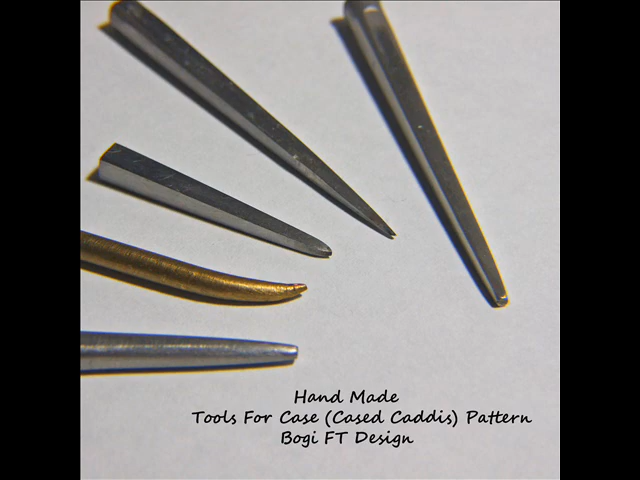 Hand Made
Tools For Case (Cased Caddis) Pattern
Bogi FT Design